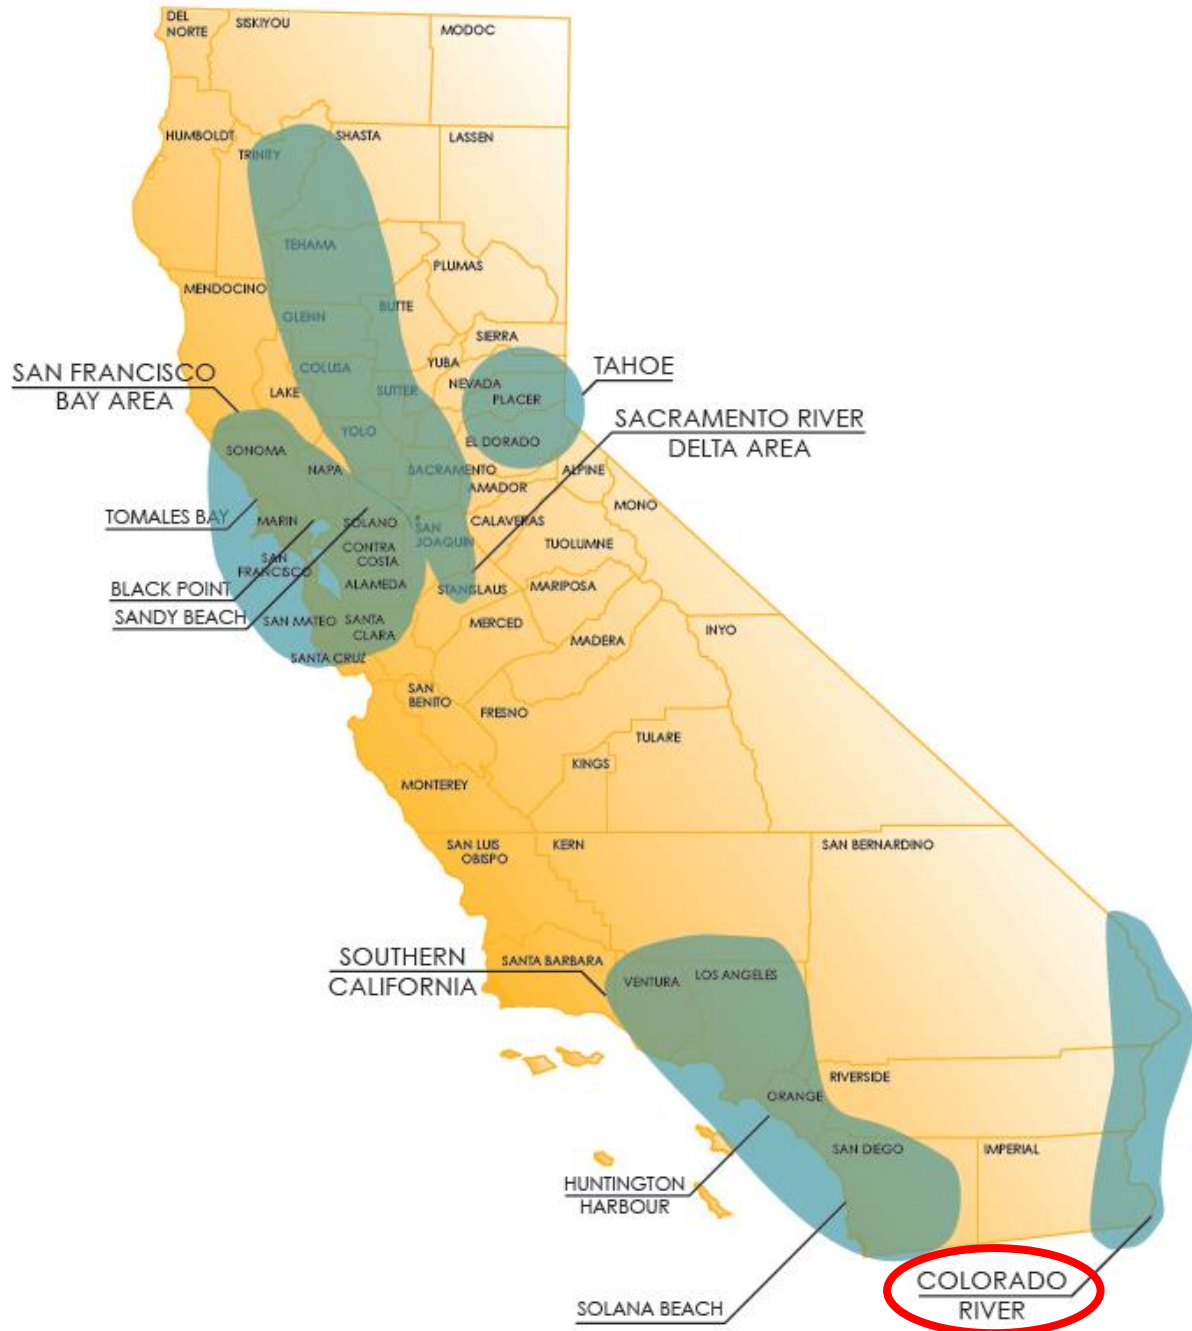 DEL
NORTE
SISKIYOU
MODOC
HUMBOLDT
TRINITY
SHASTA
LASSEN
TEHAMA
PLUMAS
MENDOCINO
GLENN
BUTTE
SIERRA
COLUSA
YUBA
NEVADA
LAKE
SUTTER
PLACER
TAHOE
SAN FRANCISCO
BAY AREA
YOLO
EL DORADO
SACRAMENTO RIVER
DELTA AREA
SONOMA
NAPA
SACRAMENTO
ALPINE
AMADOR
MONO
TOMALES BAY
MARIN
SOLANO
SAN
JOAQUIN
CALAVERAS
TUOLUMNE
CONTRA
COSTA
SAN
FRANCISCO
BLACK POINT
ALAMEDA
STANISLAUS
MARIPOSA
SANDY BEACH
SAN MATEO
SANTA
CLARA
MERCED
MADERA
INYO
SANTA CRUZ
SAN
BENITO
FRESNO
TULARE
KINGS
MONTEREY
SAN LUIS
OBISPO
KERN
SAN BERNARDINO
SOUTHERN
CALIFORNIA
SANTA BARBARA
VENTURA
LOS ANGELES
RIVERSIDE
ORANGE
SAN DIEGO
IMPERIAL
HUNTINGTON
HARBOUR
SOLANA BEACH
COLORADO
RIVER